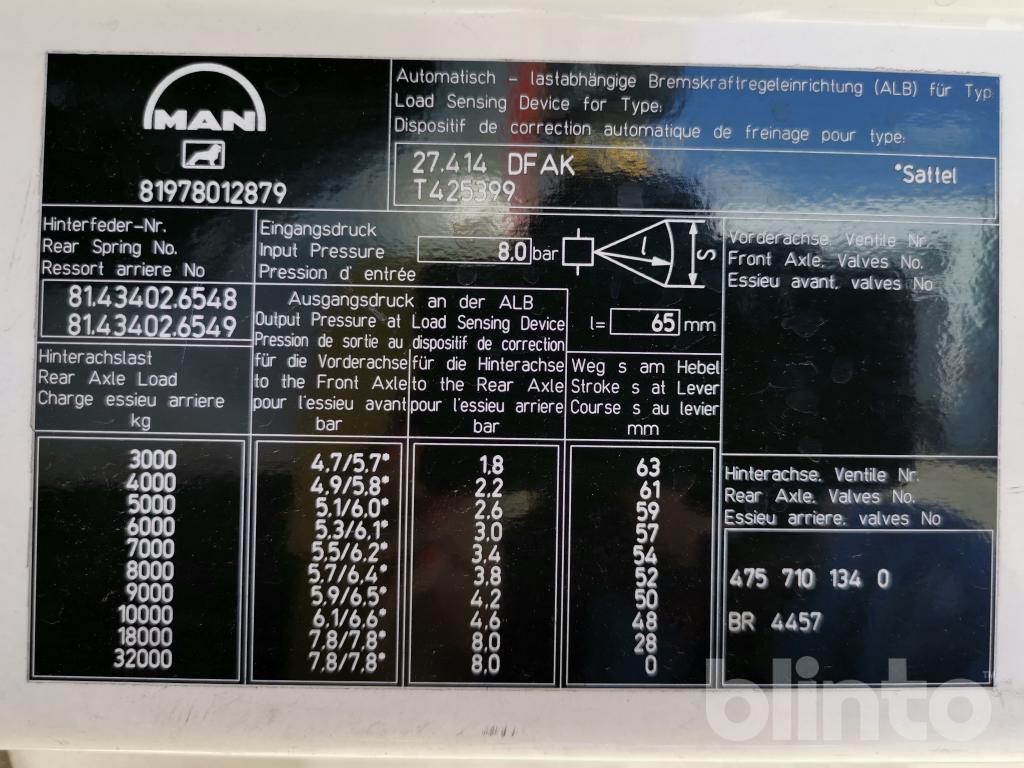 MAN
81978012879
Automatisch - lastabhängige Bremskraftregeleinrichtung (ALB) für Typ
Load Sensing Device for Type:
Dispositif de correction automatique de freinage pour type:
27.414 DFAK *Sattel
T425399
Hinterfeder-Nr.
Rear Spring No.
Ressort arriere No
81.43402.6548
81.43402.6549
Eingangsdruck
Input Pressure 8.0 bar
Pression d' entrée
l S
l= 65 mm
Vorderachse. Ventile Nr.
Front Axle. Valves No.
Essieu avant, valves No
Hinterachslast
Rear Axle Load
Charge essieu arriere
kg
Ausgangsdruck an der ALB
Output Pressure at Load Sensing Device
Pression de sortie au dispositif de correction
für die Vorderachse für die Hinterachse
to the Front Axle to the Rear Axle
pour l'essieu avant pour l'essieu arriere
bar bar
Weg s am Hebel
Stroke s at Lever
Course s au levier
mm
3000 4.7/5.7* 1.8 63
4000 4.9/5.8* 2.2 61
5000 5.1/6.0* 2.6 59
6000 5.3/6.1* 3.0 57
7000 5.5/6.2* 3.4 54
8000 5.7/6.4* 3.8 52
9000 5.9/6.5* 4.2 50
10000 6.1/6.6* 4.6 48
18000 7.8/7.8* 8.0 28
32000 7.8/7.8* 8.0 0
Hinterachse. Ventile Nr.
Rear Axle. Valves No.
Essieu arriere. valves No
475 710 134 0
BR 4457
blinto
TM